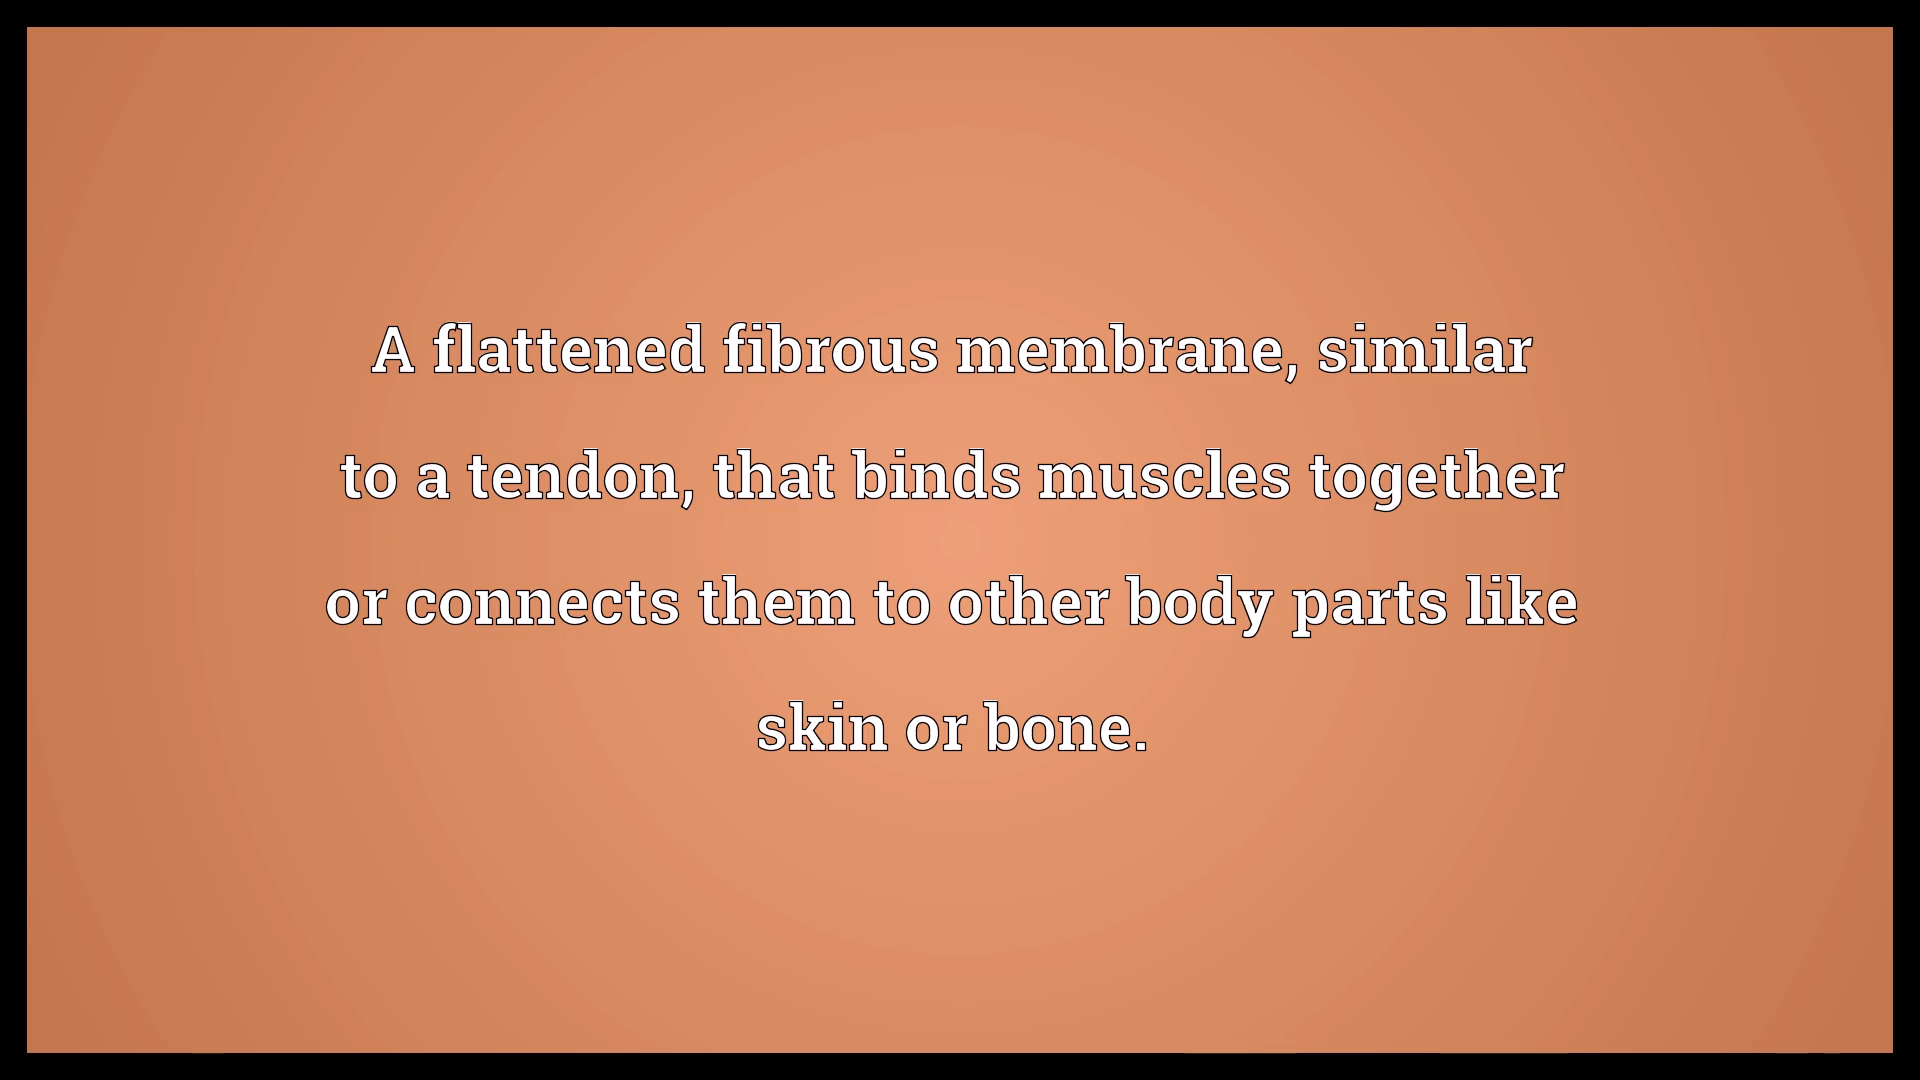 A flattened fibrous membrane, similar
to a tendon, that binds muscles together
or connects them to other body parts like
skin or bone.